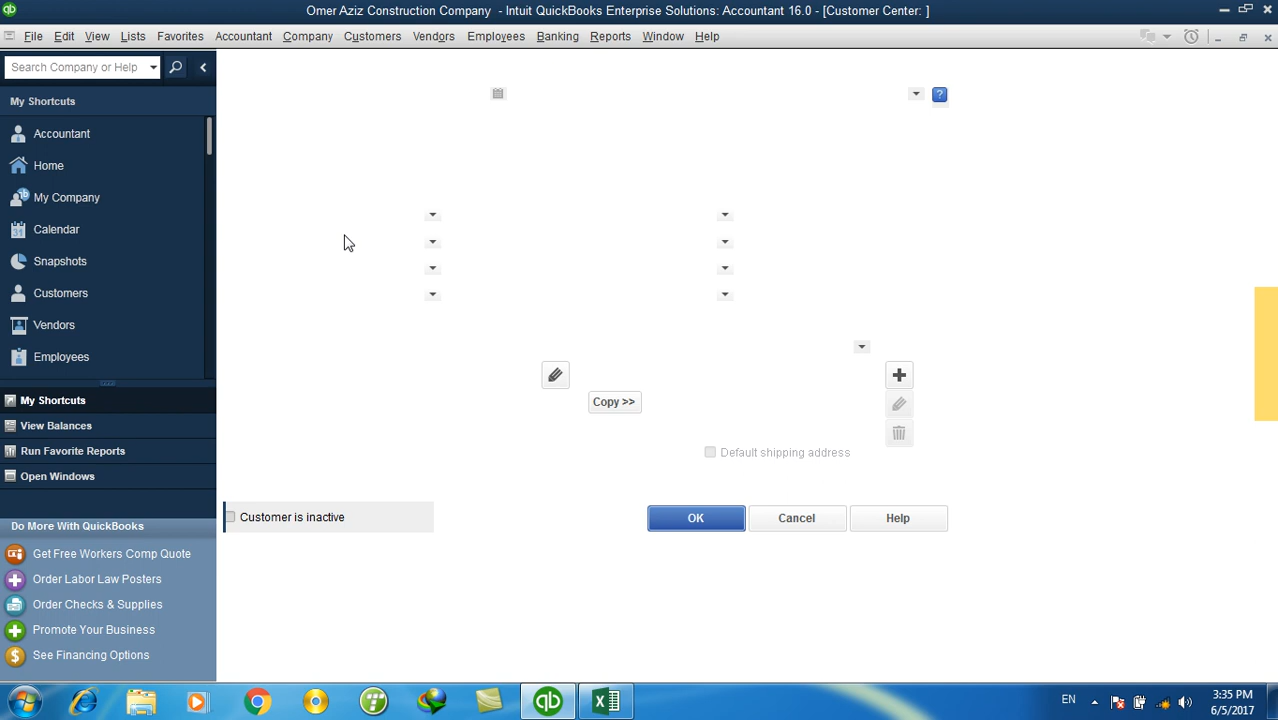 Omer Aziz Construction Company - Intuit QuickBooks Enterprise Solutions: Accountant 16.0 - [Customer Center: ]
File Edit View Lists Favorites Accountant Company Customers Vendors Employees Banking Reports Window Help
Search Company or Help
My Shortcuts
Accountant
Home
My Company
Calendar
Snapshots
Customers
Vendors
Employees
My Shortcuts
View Balances
Run Favorite Reports
Open Windows
Do More With QuickBooks
Get Free Workers Comp Quote
Order Labor Law Posters
Order Checks & Supplies
Promote Your Business
See Financing Options
Copy >>
Default shipping address
Customer is inactive
OK Cancel Help
EN
3:35 PM
6/5/2017